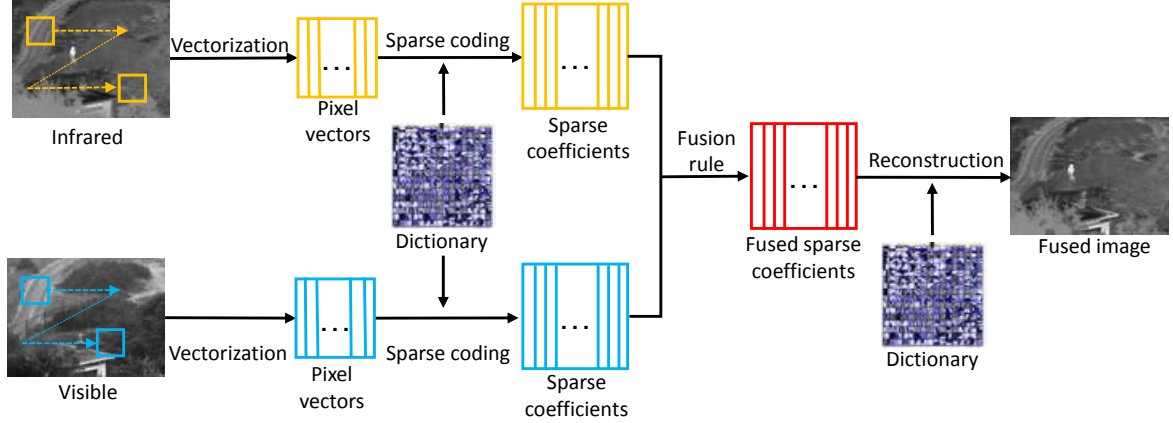 Infrared
Vectorization
. . .
Pixel
vectors
Sparse coding
. . .
Sparse
coefficients
Dictionary
Visible
Vectorization
. . .
Pixel
vectors
Sparse coding
. . .
Sparse
coefficients
Fusion
rule
. . .
Fused sparse
coefficients
Reconstruction
Dictionary
Fused image